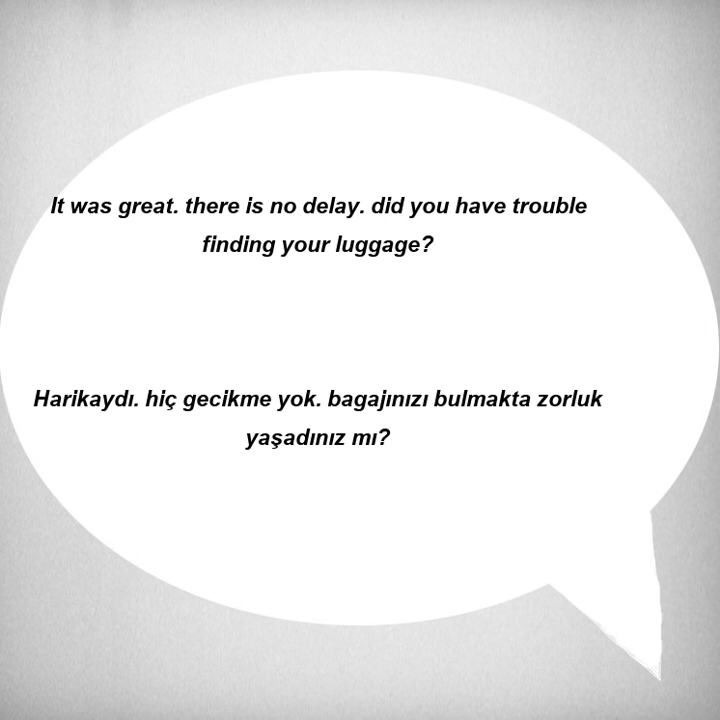 It was great. there is no delay. did you have trouble
finding your luggage?
Harikaydı. hiç gecikme yok. bagajınızı bulmakta zorluk
yaşadınız mı?